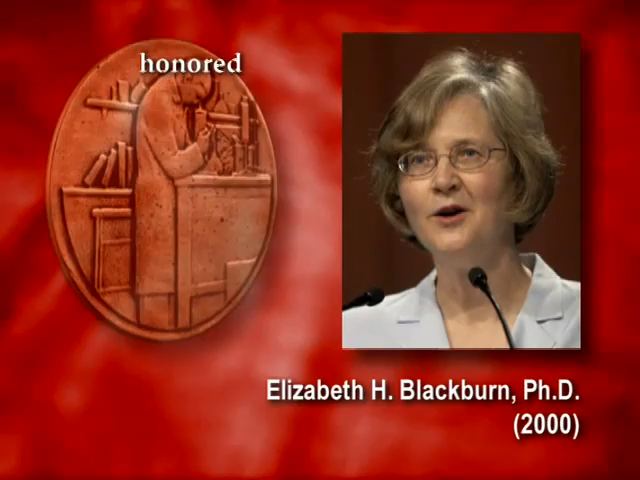 honored
Elizabeth H. Blackburn, Ph.D.
(2000)